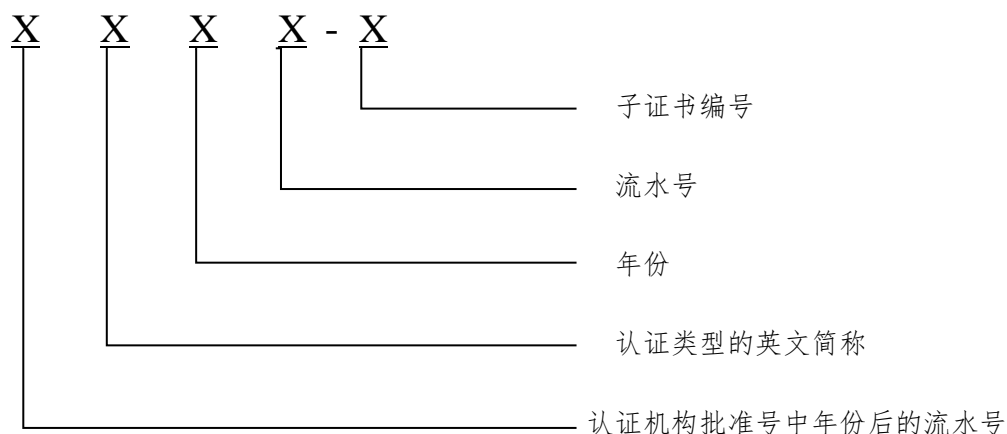 X X X X - X
子证书编号
流水号
年份
认证类型的英文简称
认证机构批准号中年份后的流水号